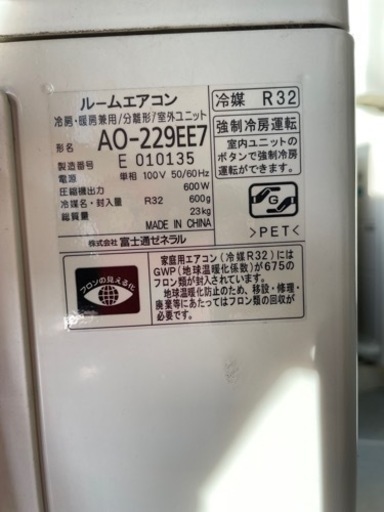 ルームエアコン
冷房・暖房兼用/分離形/室外ユニット
形名 AO-229EE7
製造番号 E 010135
電源 単相 100V 50/60Hz
圧縮機出力 600W
冷媒名・封入量 R32 600g
総質量 23kg
MADE IN CHINA
株式会社 富士通ゼネラル
冷媒 R32
強制冷房運転
室内ユニットの
ボタンで強制冷房
運転ができます。
G
>PET<
フロンの見える化
家庭用エアコン(冷媒R32)には
GWP(地球温暖化係数)が675の
フロン類が封入されています。
地球温暖化防止のため、移設・修理・
廃棄等にあたってはフロン類の回収が
必要です。